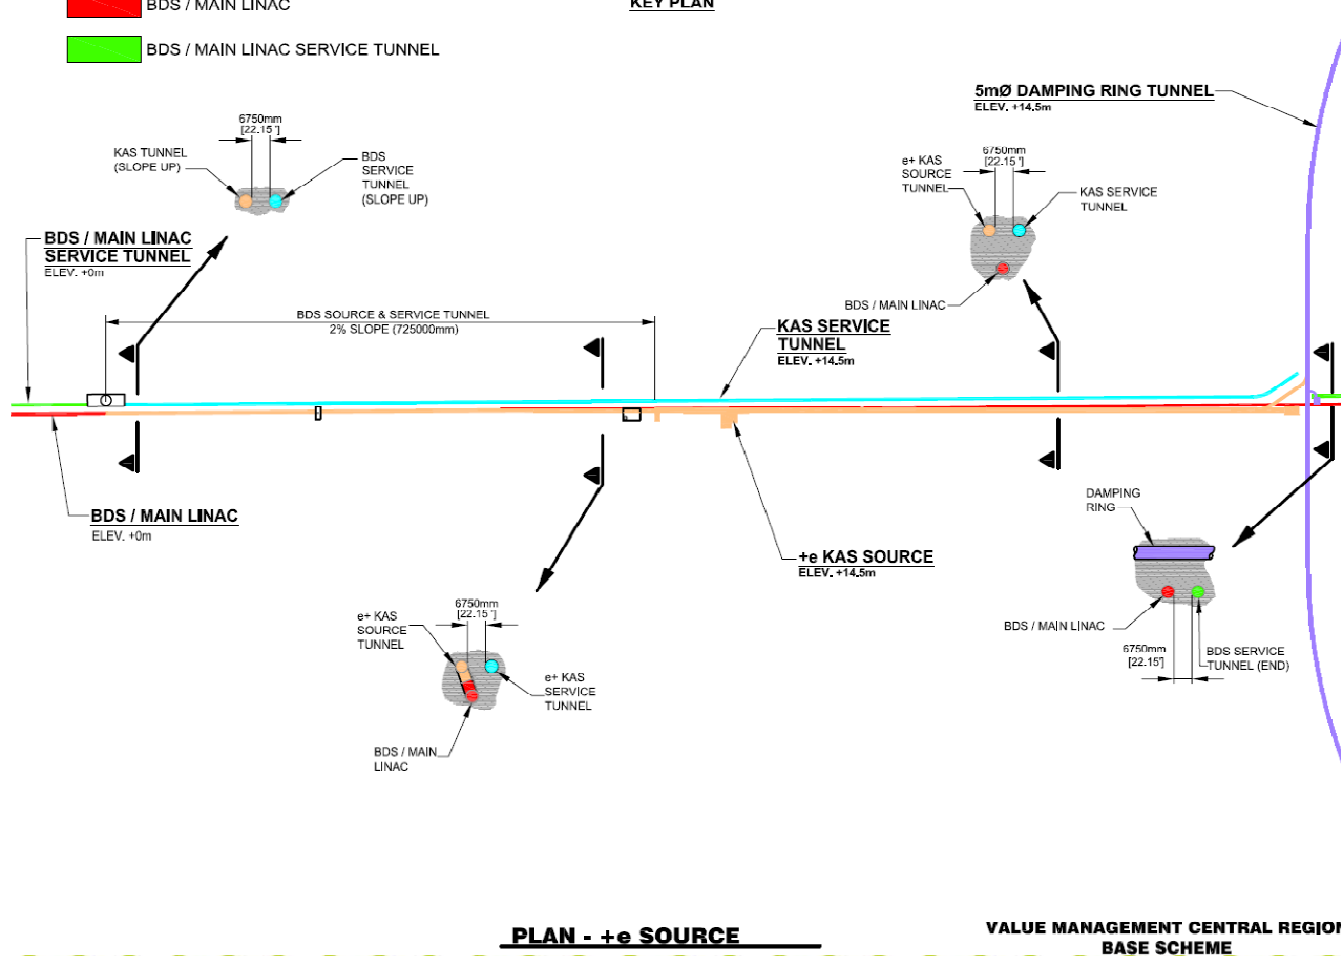 BDS / MAIN LINAC
KEY PLAN
BDS / MAIN LINAC SERVICE TUNNEL
5mØ DAMPING RING TUNNEL
ELEV. +14.5m
6750mm
[22.15']
KAS TUNNEL
(SLOPE UP)
BDS
SERVICE
TUNNEL
(SLOPE UP)
6750mm
[22.15']
e+ KAS
SOURCE
TUNNEL
KAS SERVICE
TUNNEL
BDS / MAIN LINAC
SERVICE TUNNEL
ELEV. +0m
BDS / MAIN LINAC
BDS SOURCE & SERVICE TUNNEL
2% SLOPE (725000mm)
KAS SERVICE
TUNNEL
ELEV. +14.5m
BDS / MAIN LINAC
ELEV. +0m
DAMPING
RING
+e KAS SOURCE
ELEV. +14.5m
6750mm
[22.15']
e+ KAS
SOURCE
TUNNEL
e+ KAS
SERVICE
TUNNEL
BDS / MAIN
LINAC
BDS / MAIN LINAC
6750mm
[22.15']
BDS SERVICE
TUNNEL (END)
PLAN - +e SOURCE
VALUE MANAGEMENT CENTRAL REGION
BASE SCHEME